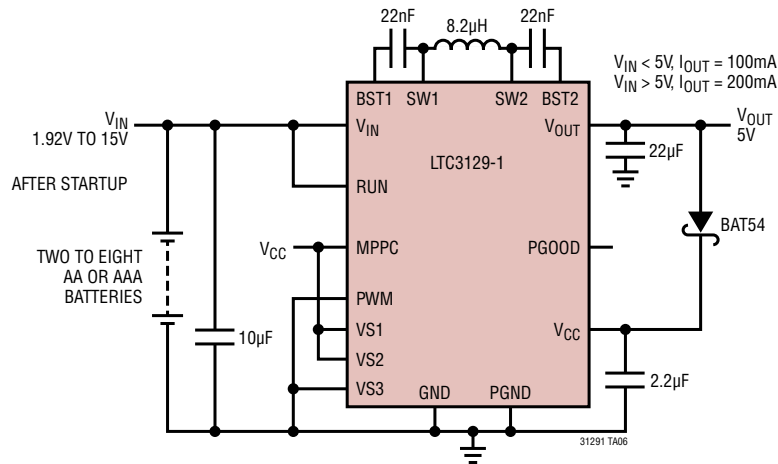 22nF
8.2µH
22nF
V_IN < 5V, I_OUT = 100mA
V_IN > 5V, I_OUT = 200mA
BST1
SW1
SW2
BST2
V_IN
1.92V TO 15V
V_IN
V_OUT
V_OUT
5V
LTC3129-1
22µF
AFTER STARTUP
RUN
BAT54
V_CC
MPPC
PGOOD
TWO TO EIGHT
AA OR AAA
BATTERIES
PWM
10µF
VS1
V_CC
VS2
VS3
2.2µF
GND
PGND
31291 TA06